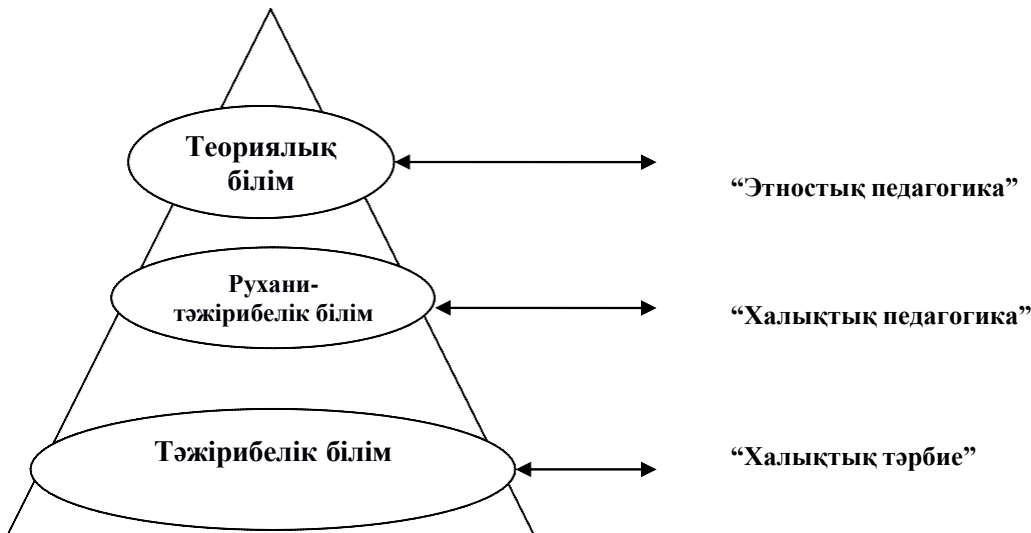 Теориялық
білім
“Этностық педагогика”
Рухани-
тәжірибелік білім
“Халықтық педагогика”
Тәжірибелік білім
“Халықтық тәрбие”